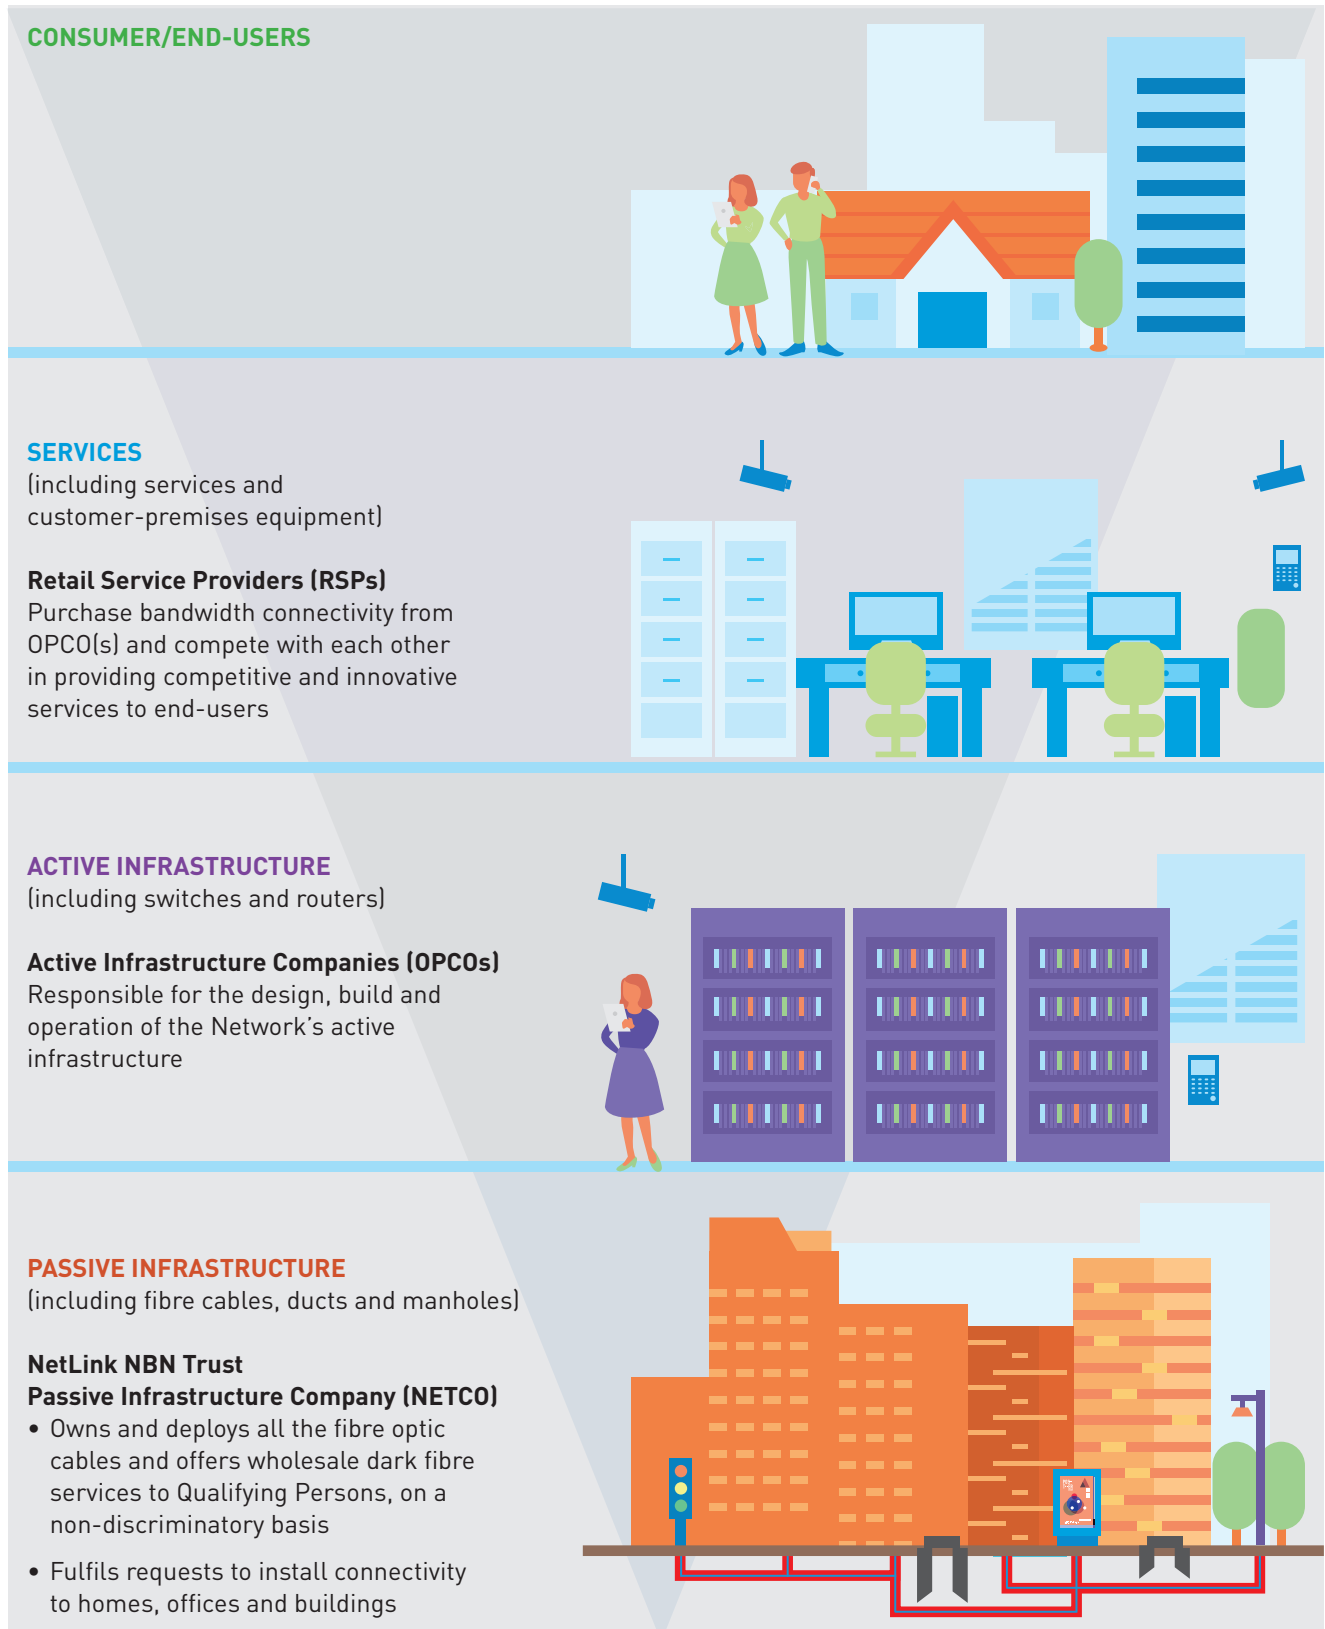 CONSUMER/END-USERS
SERVICES
(including services and
customer-premises equipment)
Retail Service Providers (RSPs)
Purchase bandwidth connectivity from
OPCO(s) and compete with each other
in providing competitive and innovative
services to end-users
ACTIVE INFRASTRUCTURE
(including switches and routers)
Active Infrastructure Companies (OPCOs)
Responsible for the design, build and
operation of the Network’s active
infrastructure
PASSIVE INFRASTRUCTURE
(including fibre cables, ducts and manholes)
NetLink NBN Trust
Passive Infrastructure Company (NETCO)
• Owns and deploys all the fibre optic
cables and offers wholesale dark fibre
services to Qualifying Persons, on a
non-discriminatory basis
• Fulfils requests to install connectivity
to homes, offices and buildings